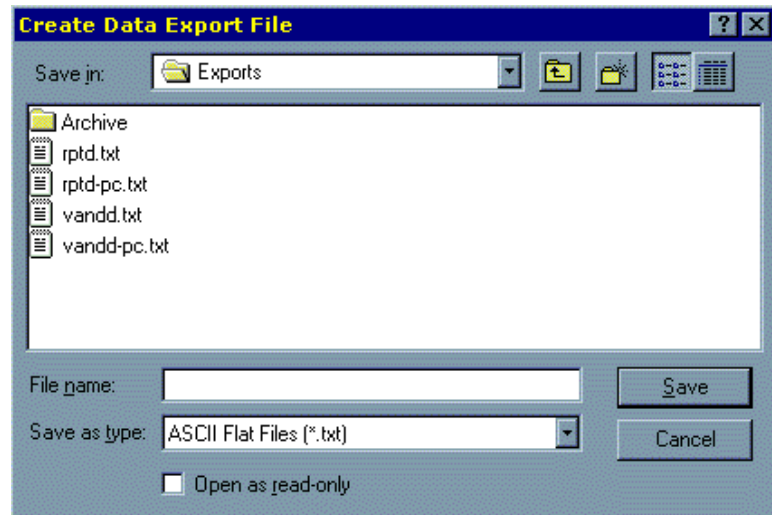 Create Data Export File
Save in: Exports
Archive
rptd.txt
rptd-pc.txt
vandd.txt
vandd-pc.txt
File name: Save
Save as type: ASCII Flat Files (*.txt) Cancel
Open as read-only